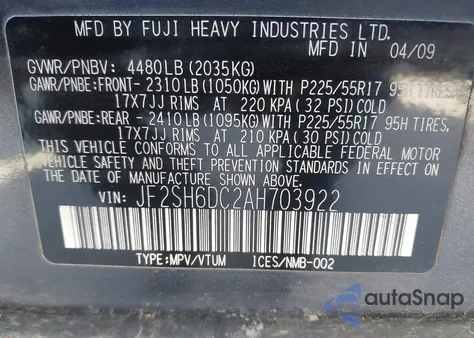 MFD BY FUJI HEAVY INDUSTRIES LTD.
MFD IN 04/09
GVWR/PNBV: 4480LB (2035KG)
GAWR/PNBE:FRONT- 2310LB (1050KG)WITH P225/55R17 95H TIRES,
17X7JJ RIMS AT 220 KPA (32 PSI)COLD
GAWR/PNBE:REAR -2410LB (1095KG)WITH P225/55R17 95H TIRES,
17X7JJ RIMS AT 210 KPA (30 PSI)COLD
THIS VEHICLE CONFORMS TO ALL APPLICABLE FEDERAL MOTOR
VEHICLE SAFETY AND THEFT PREVENTION STANDARDS IN EFFECT
ON THE DATE OF MANUFACTURE SHOWN ABOVE.
VIN: JF2SH6DC2AH703922
TYPE:MPV/VTUM ICES/NMB-002
autoSnap